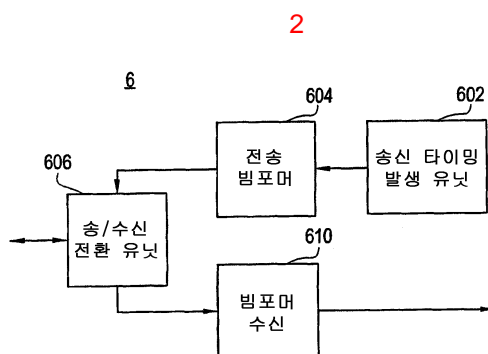 2
6
604
602
전송
빔포머
송신 타이밍
발생 유닛
606
송/수신
전환 유닛
610
빔포머
수신